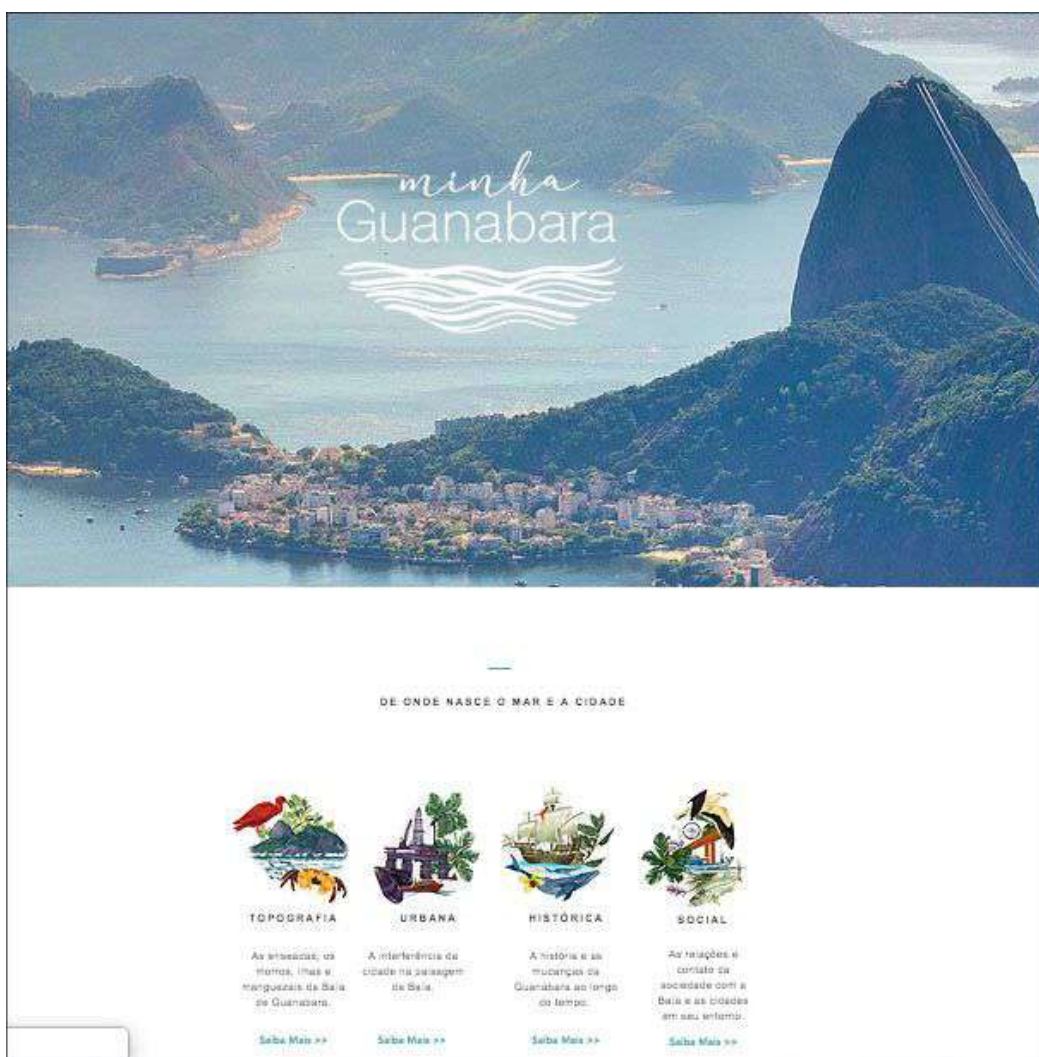 minha
Guanabara
DE ONDE NASCE O MAR E A CIDADE
TOPOGRAFIA
As enseadas, os
morros, ilhas e
manguezais da Baía
de Guanabara.
Saiba Mais >>
URBANA
A interferência da
cidade na paisagem
da Baía.
Saiba Mais >>
HISTÓRICA
A história e as
mudanças da
Guanabara ao longo
do tempo.
Saiba Mais >>
SOCIAL
As relações e
contato da
sociedade com a
Baía e as cidades
em seu entorno.
Saiba Mais >>